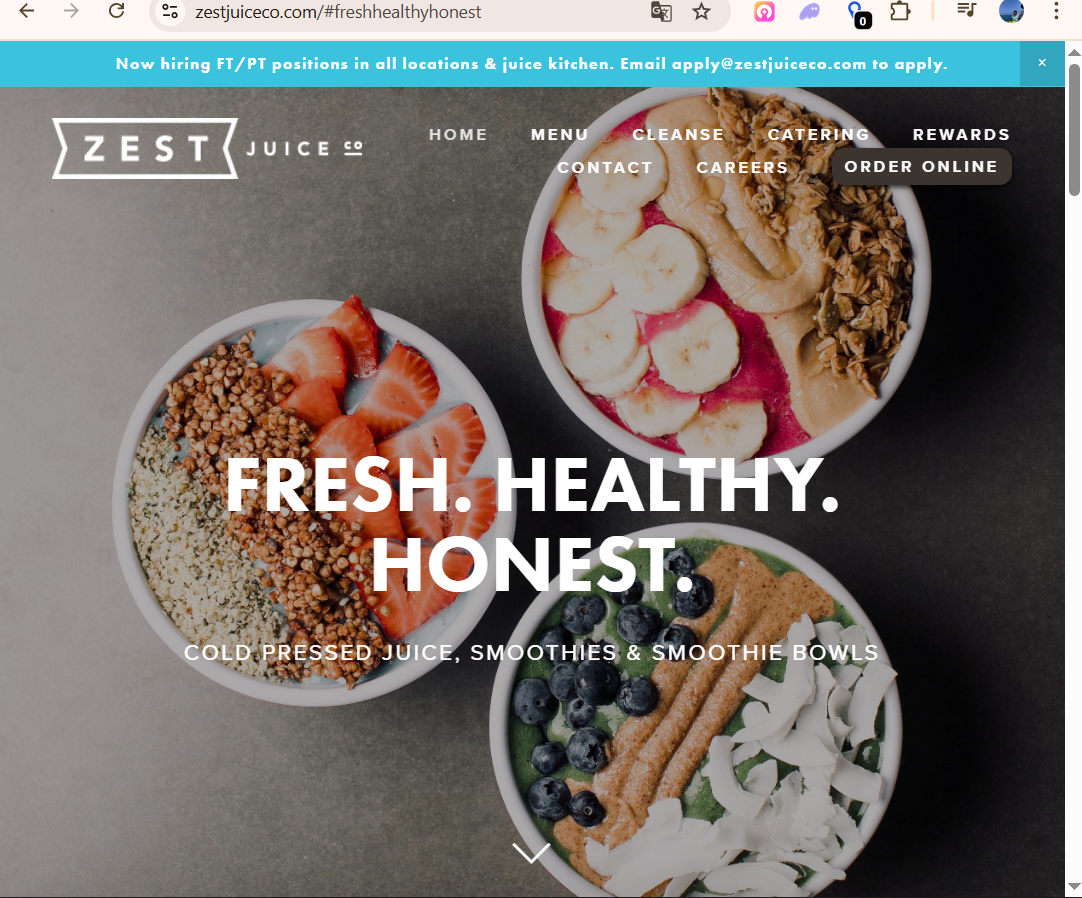 zestjuiceco.com/#freshhealthyhonest
0
Now hiring FT/PT positions in all locations & juice kitchen. Email apply@zestjuiceco.com to apply.
ZEST JUICE CO
HOME MENU CLEANSE CATERING REWARDS
CONTACT CAREERS ORDER ONLINE
FRESH. HEALTHY.
HONEST.
COLD PRESSED JUICE, SMOOTHIES & SMOOTHIE BOWLS